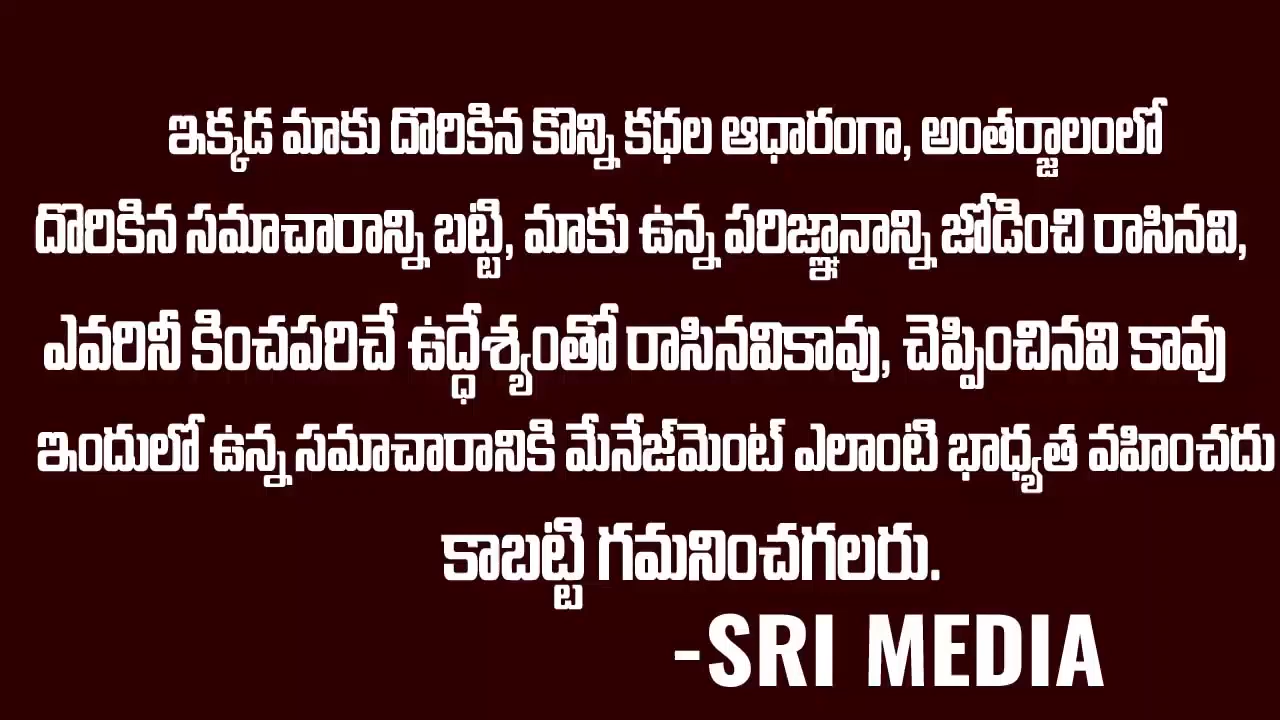 ఇక్కడ మాకు దొరికిన కొన్ని కధల ఆధారంగా, అంతర్జాలంలో
దొరికిన సమాచారాన్ని బట్టి, మాకు ఉన్న పరిజ్ఞానాన్ని జోడించి రాసినవి,
ఎవరినీ కించపరిచే ఉద్ధేశ్యంతో రాసినవికావు, చెప్పించినవి కావు
ఇందులో ఉన్న సమాచారానికి మేనేజ్‌మెంట్ ఎలాంటి భాధ్యత వహించదు
కాబట్టి గమనించగలరు.
-SRI MEDIA